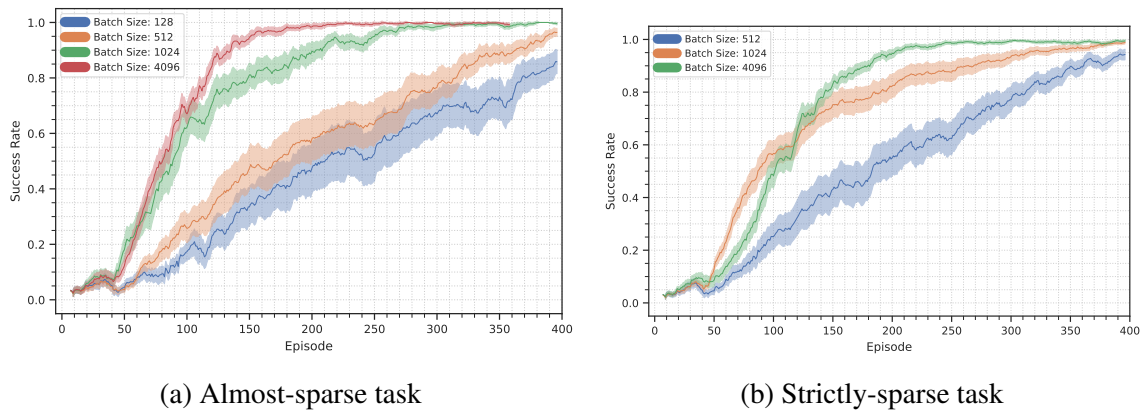 Batch Size: 128
Batch Size: 512
Batch Size: 1024
Batch Size: 4096
1.0
0.8
0.6
0.4
0.2
0.0
Success Rate
0 50 100 150 200 250 300 350 400
Episode
(a) Almost-sparse task
Batch Size: 512
Batch Size: 1024
Batch Size: 4096
1.0
0.8
0.6
0.4
0.2
0.0
Success Rate
0 50 100 150 200 250 300 350 400
Episode
(b) Strictly-sparse task